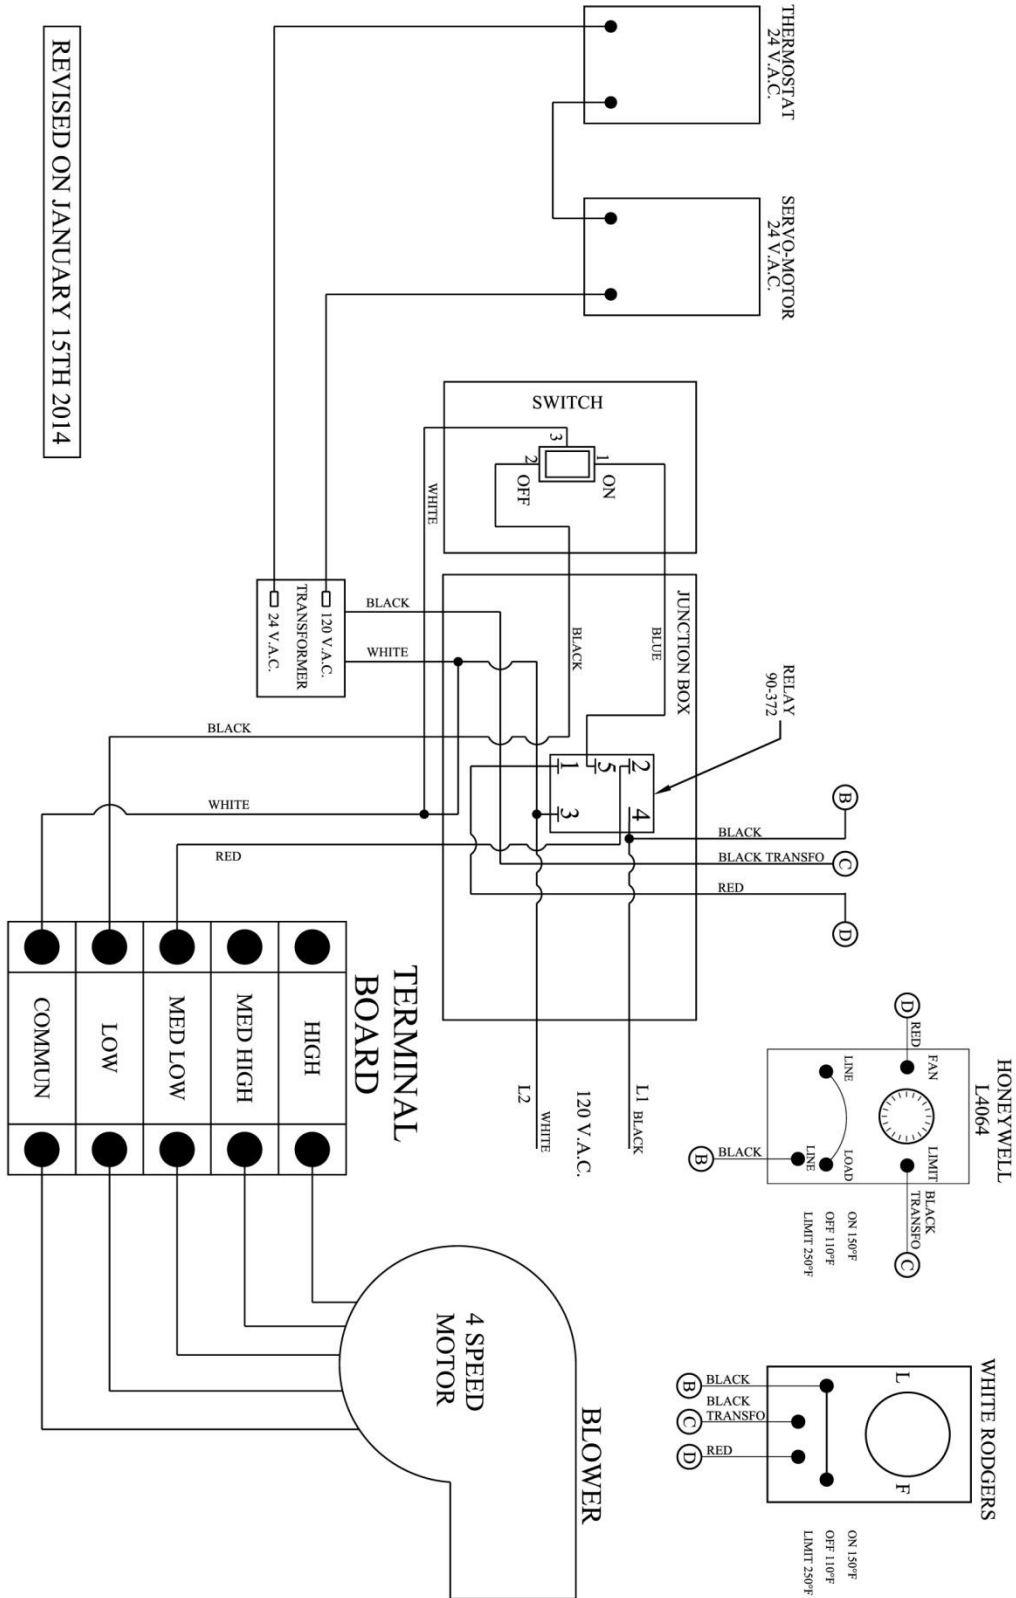 THERMOSTAT
24 V.A.C.
SERVO-MOTOR
24 V.A.C.
SWITCH
3
1
2
ON
OFF
WHITE
JUNCTION BOX
BLUE
BLACK
RELAY
90-372
2
4
5
1
3
B
BLACK
BLACK TRANSFO
C
RED
D
L1
BLACK
120 V.A.C.
L2
WHITE
120 V.A.C.
TRANSFORMER
24 V.A.C.
BLACK
WHITE
BLACK
WHITE
RED
TERMINAL
BOARD
HIGH
MED HIGH
MED LOW
LOW
COMMUN
4 SPEED
MOTOR
BLOWER
HONEYWELL
L4064
D
RED
FAN
LIMIT
BLACK
TRANSFO
C
LINE
LOAD
LINE
BLACK
B
ON 150°F
OFF 110°F
LIMIT 250°F
WHITE RODGERS
L
F
B
BLACK
C
BLACK
TRANSFO
D
RED
ON 150°F
OFF 110°F
LIMIT 250°F
REVISED ON JANUARY 15TH 2014